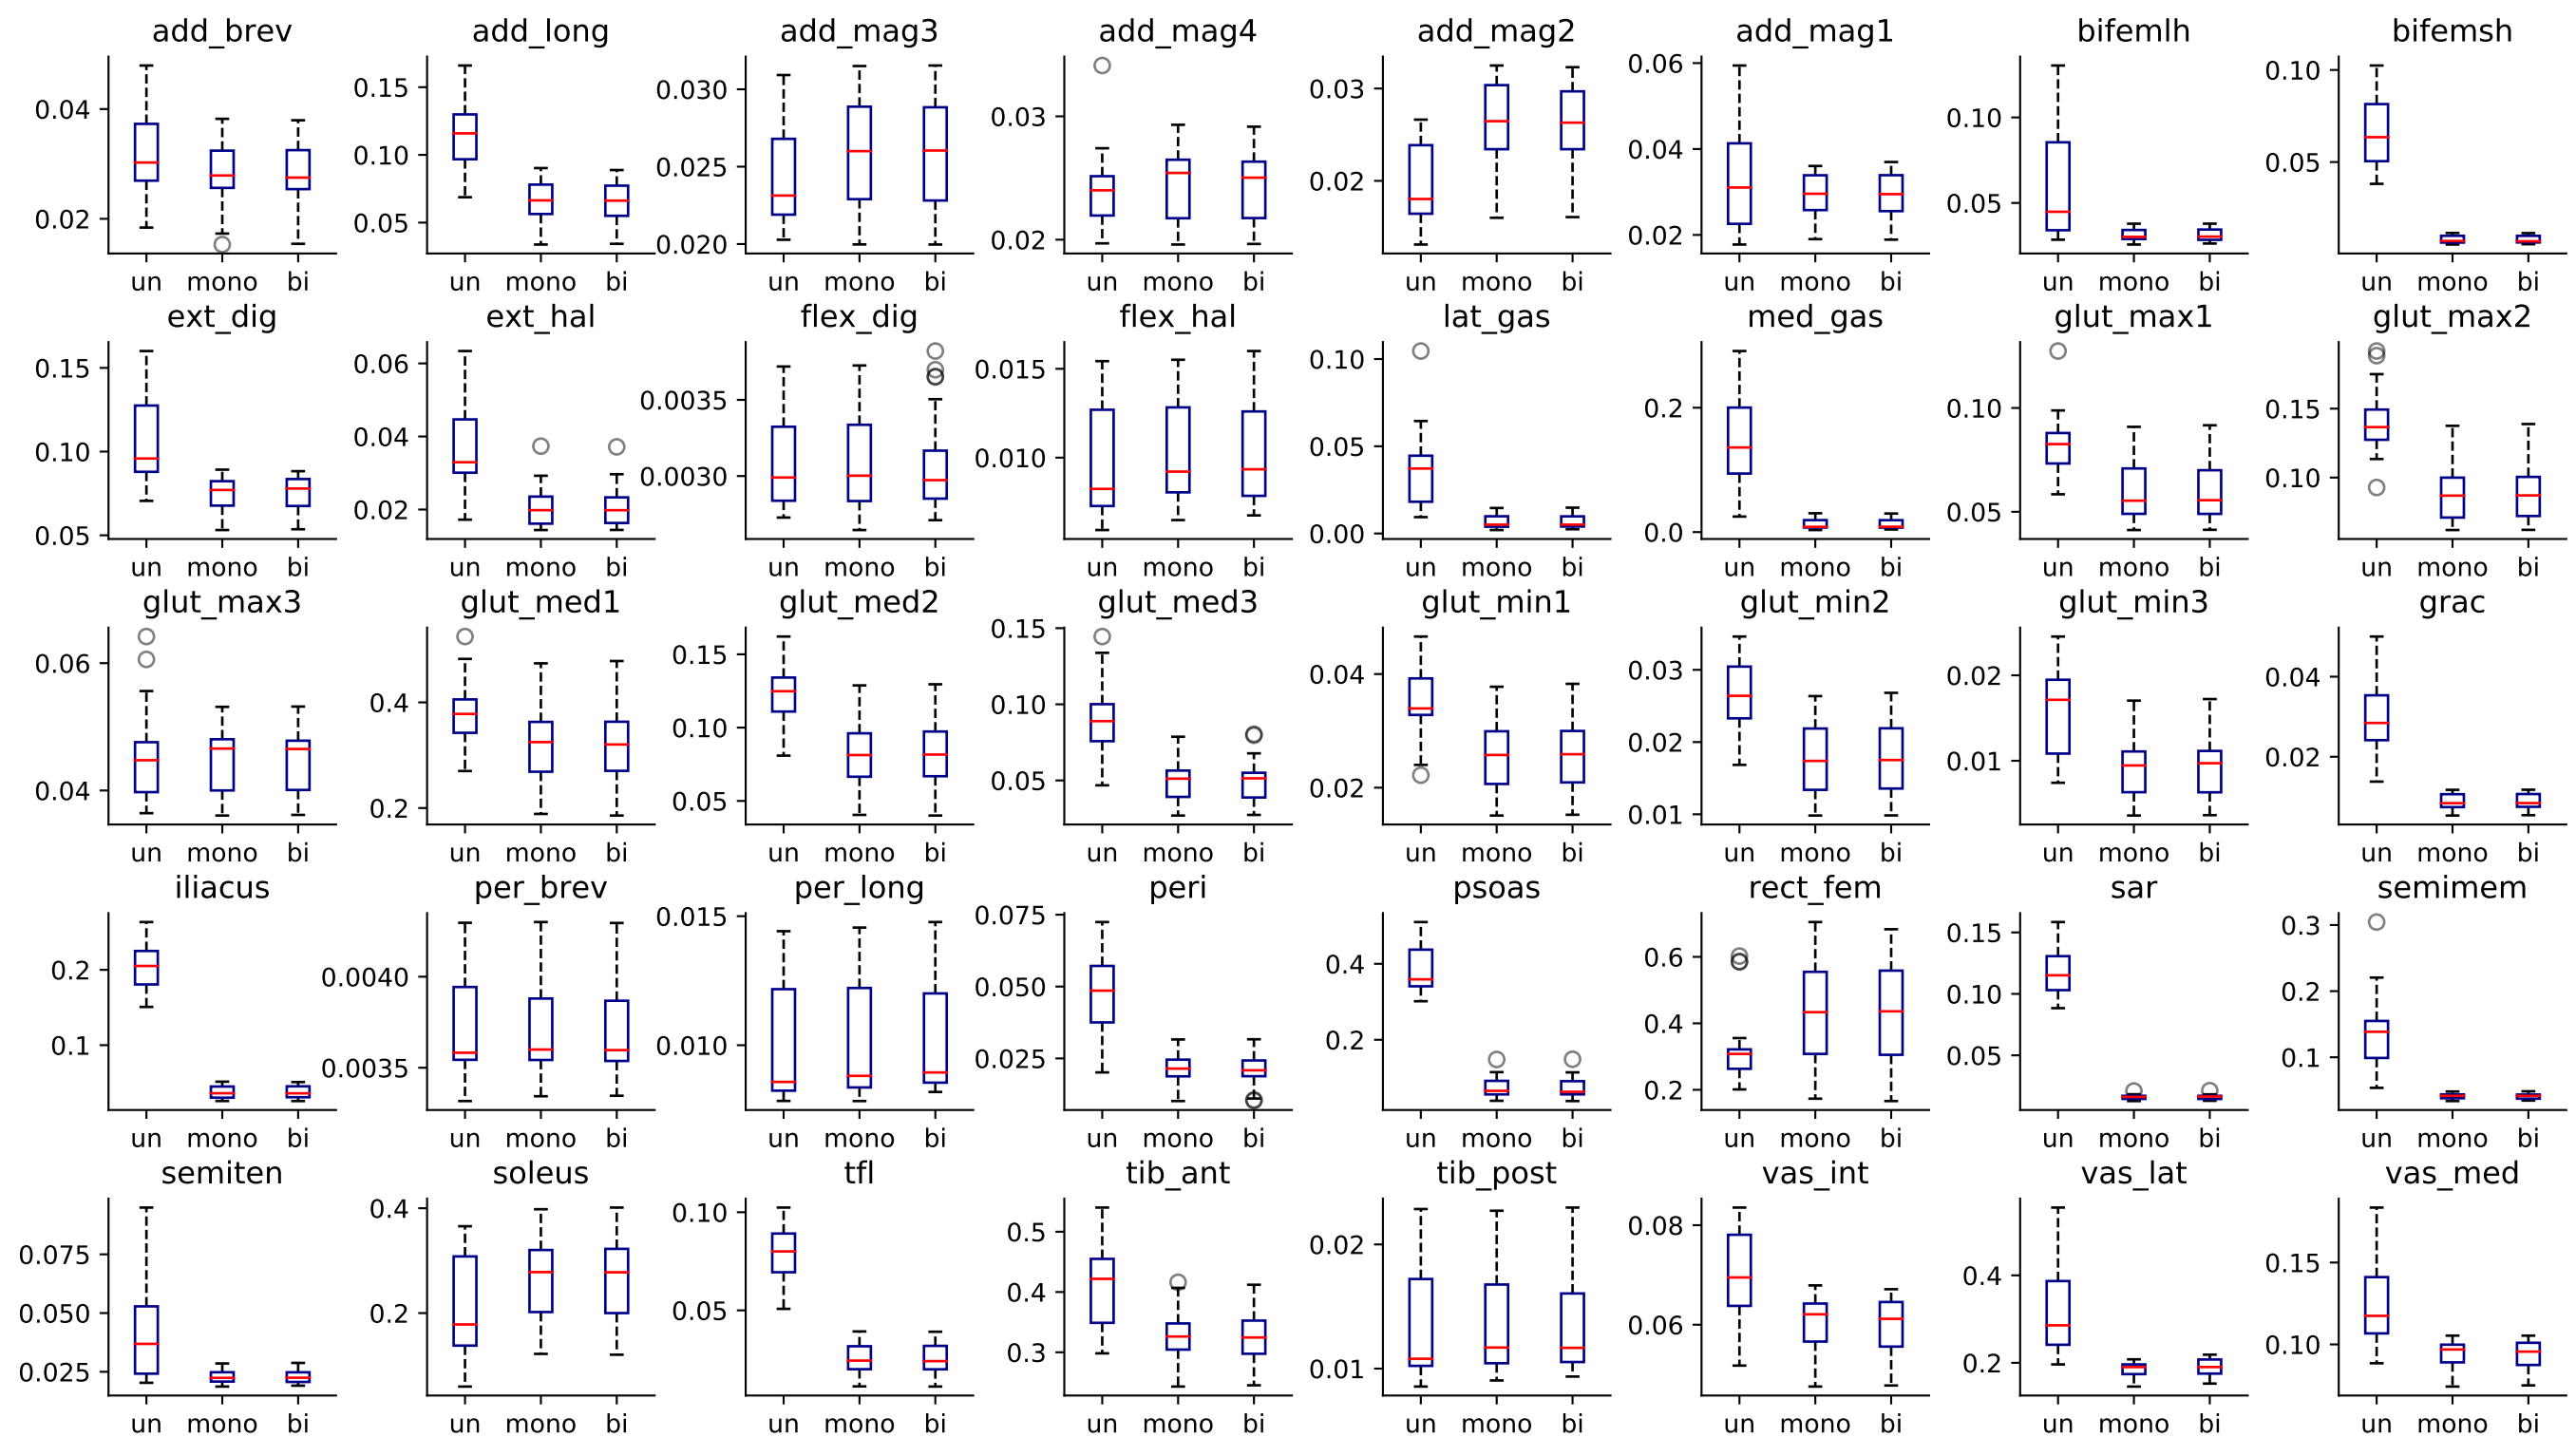 add_brev add_long add_mag3 add_mag4 add_mag2 add_mag1 bifemlh bifemsh
0.04 0.02 0.15 0.10 0.05 0.030 0.025 0.020 0.03 0.02 0.03 0.02 0.06 0.04 0.02 0.10 0.05 0.10 0.05
un mono bi un mono bi un mono bi un mono bi un mono bi un mono bi un mono bi un mono bi
ext_dig ext_hal flex_dig flex_hal lat_gas med_gas glut_max1 glut_max2
0.15 0.10 0.05 0.06 0.04 0.02 0.0035 0.0030 0.015 0.010 0.10 0.05 0.00 0.2 0.0 0.10 0.05 0.15 0.10
un mono bi un mono bi un mono bi un mono bi un mono bi un mono bi un mono bi un mono bi
glut_max3 glut_med1 glut_med2 glut_med3 glut_min1 glut_min2 glut_min3 grac
0.06 0.04 0.4 0.2 0.15 0.10 0.05 0.15 0.10 0.05 0.04 0.02 0.03 0.02 0.01 0.02 0.01 0.04 0.02
un mono bi un mono bi un mono bi un mono bi un mono bi un mono bi un mono bi un mono bi
iliacus per_brev per_long peri psoas rect_fem sar semimem
0.2 0.1 0.0040 0.0035 0.015 0.010 0.075 0.050 0.025 0.4 0.2 0.6 0.4 0.2 0.15 0.10 0.05 0.3 0.2 0.1
un mono bi un mono bi un mono bi un mono bi un mono bi un mono bi un mono bi un mono bi
semiten soleus tfl tib_ant tib_post vas_int vas_lat vas_med
0.075 0.050 0.025 0.4 0.2 0.10 0.05 0.5 0.4 0.3 0.02 0.01 0.08 0.06 0.4 0.2 0.15 0.10
un mono bi un mono bi un mono bi un mono bi un mono bi un mono bi un mono bi un mono bi